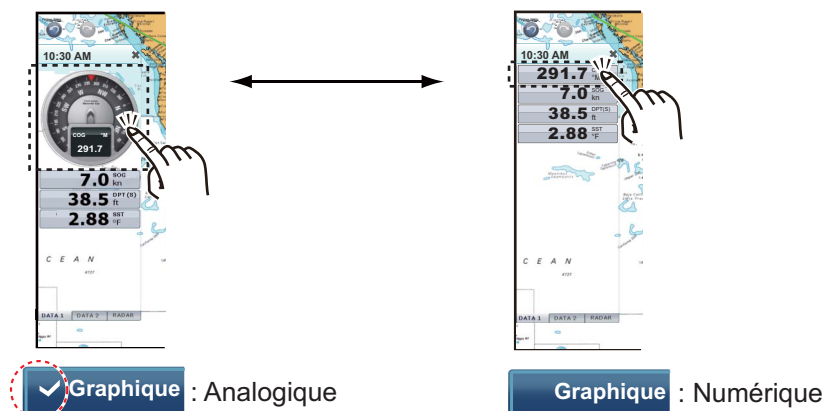 10:30 AM
COG °M
291.7
7.0 SOG kn
38.5 DPT(S) ft
2.88 SST °F
C E A N
DATA 1 DATA 2 RADAR
Graphique : Analogique
10:30 AM
291.7 °M
7.0 SOG kn
38.5 DPT(S) ft
2.88 SST °F
C E A N
DATA 1 DATA 2 RADAR
Graphique : Numérique